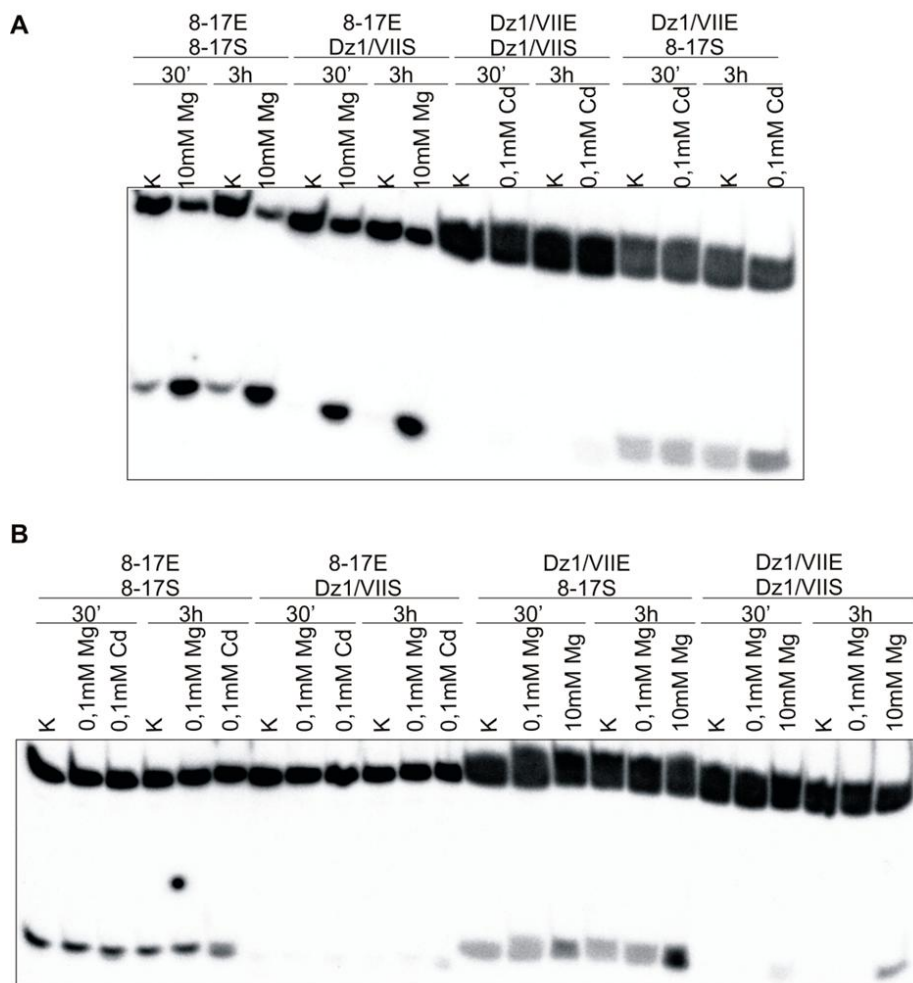 A
8-17E 8-17E Dz1/VIIE Dz1/VIIE
8-17S Dz1/VIIS Dz1/VIIS 8-17S
30' 3h 30' 3h 30' 3h 30' 3h
K 10mM Mg K 10mM Mg K 10mM Mg K 10mM Mg K 0,1mM Cd K 0,1mM Cd K 0,1mM Cd K 0,1mM Cd
B
8-17E 8-17E Dz1/VIIE Dz1/VIIE
8-17S Dz1/VIIS 8-17S Dz1/VIIS
30' 3h 30' 3h 30' 3h 30' 3h
K 0,1mM Mg 0,1mM Cd K 0,1mM Mg 0,1mM Cd K 0,1mM Mg 0,1mM Cd K 0,1mM Mg 0,1mM Cd K 0,1mM Mg 10mM Mg K 0,1mM Mg 10mM Mg K 0,1mM Mg 10mM Mg K 0,1mM Mg 10mM Mg